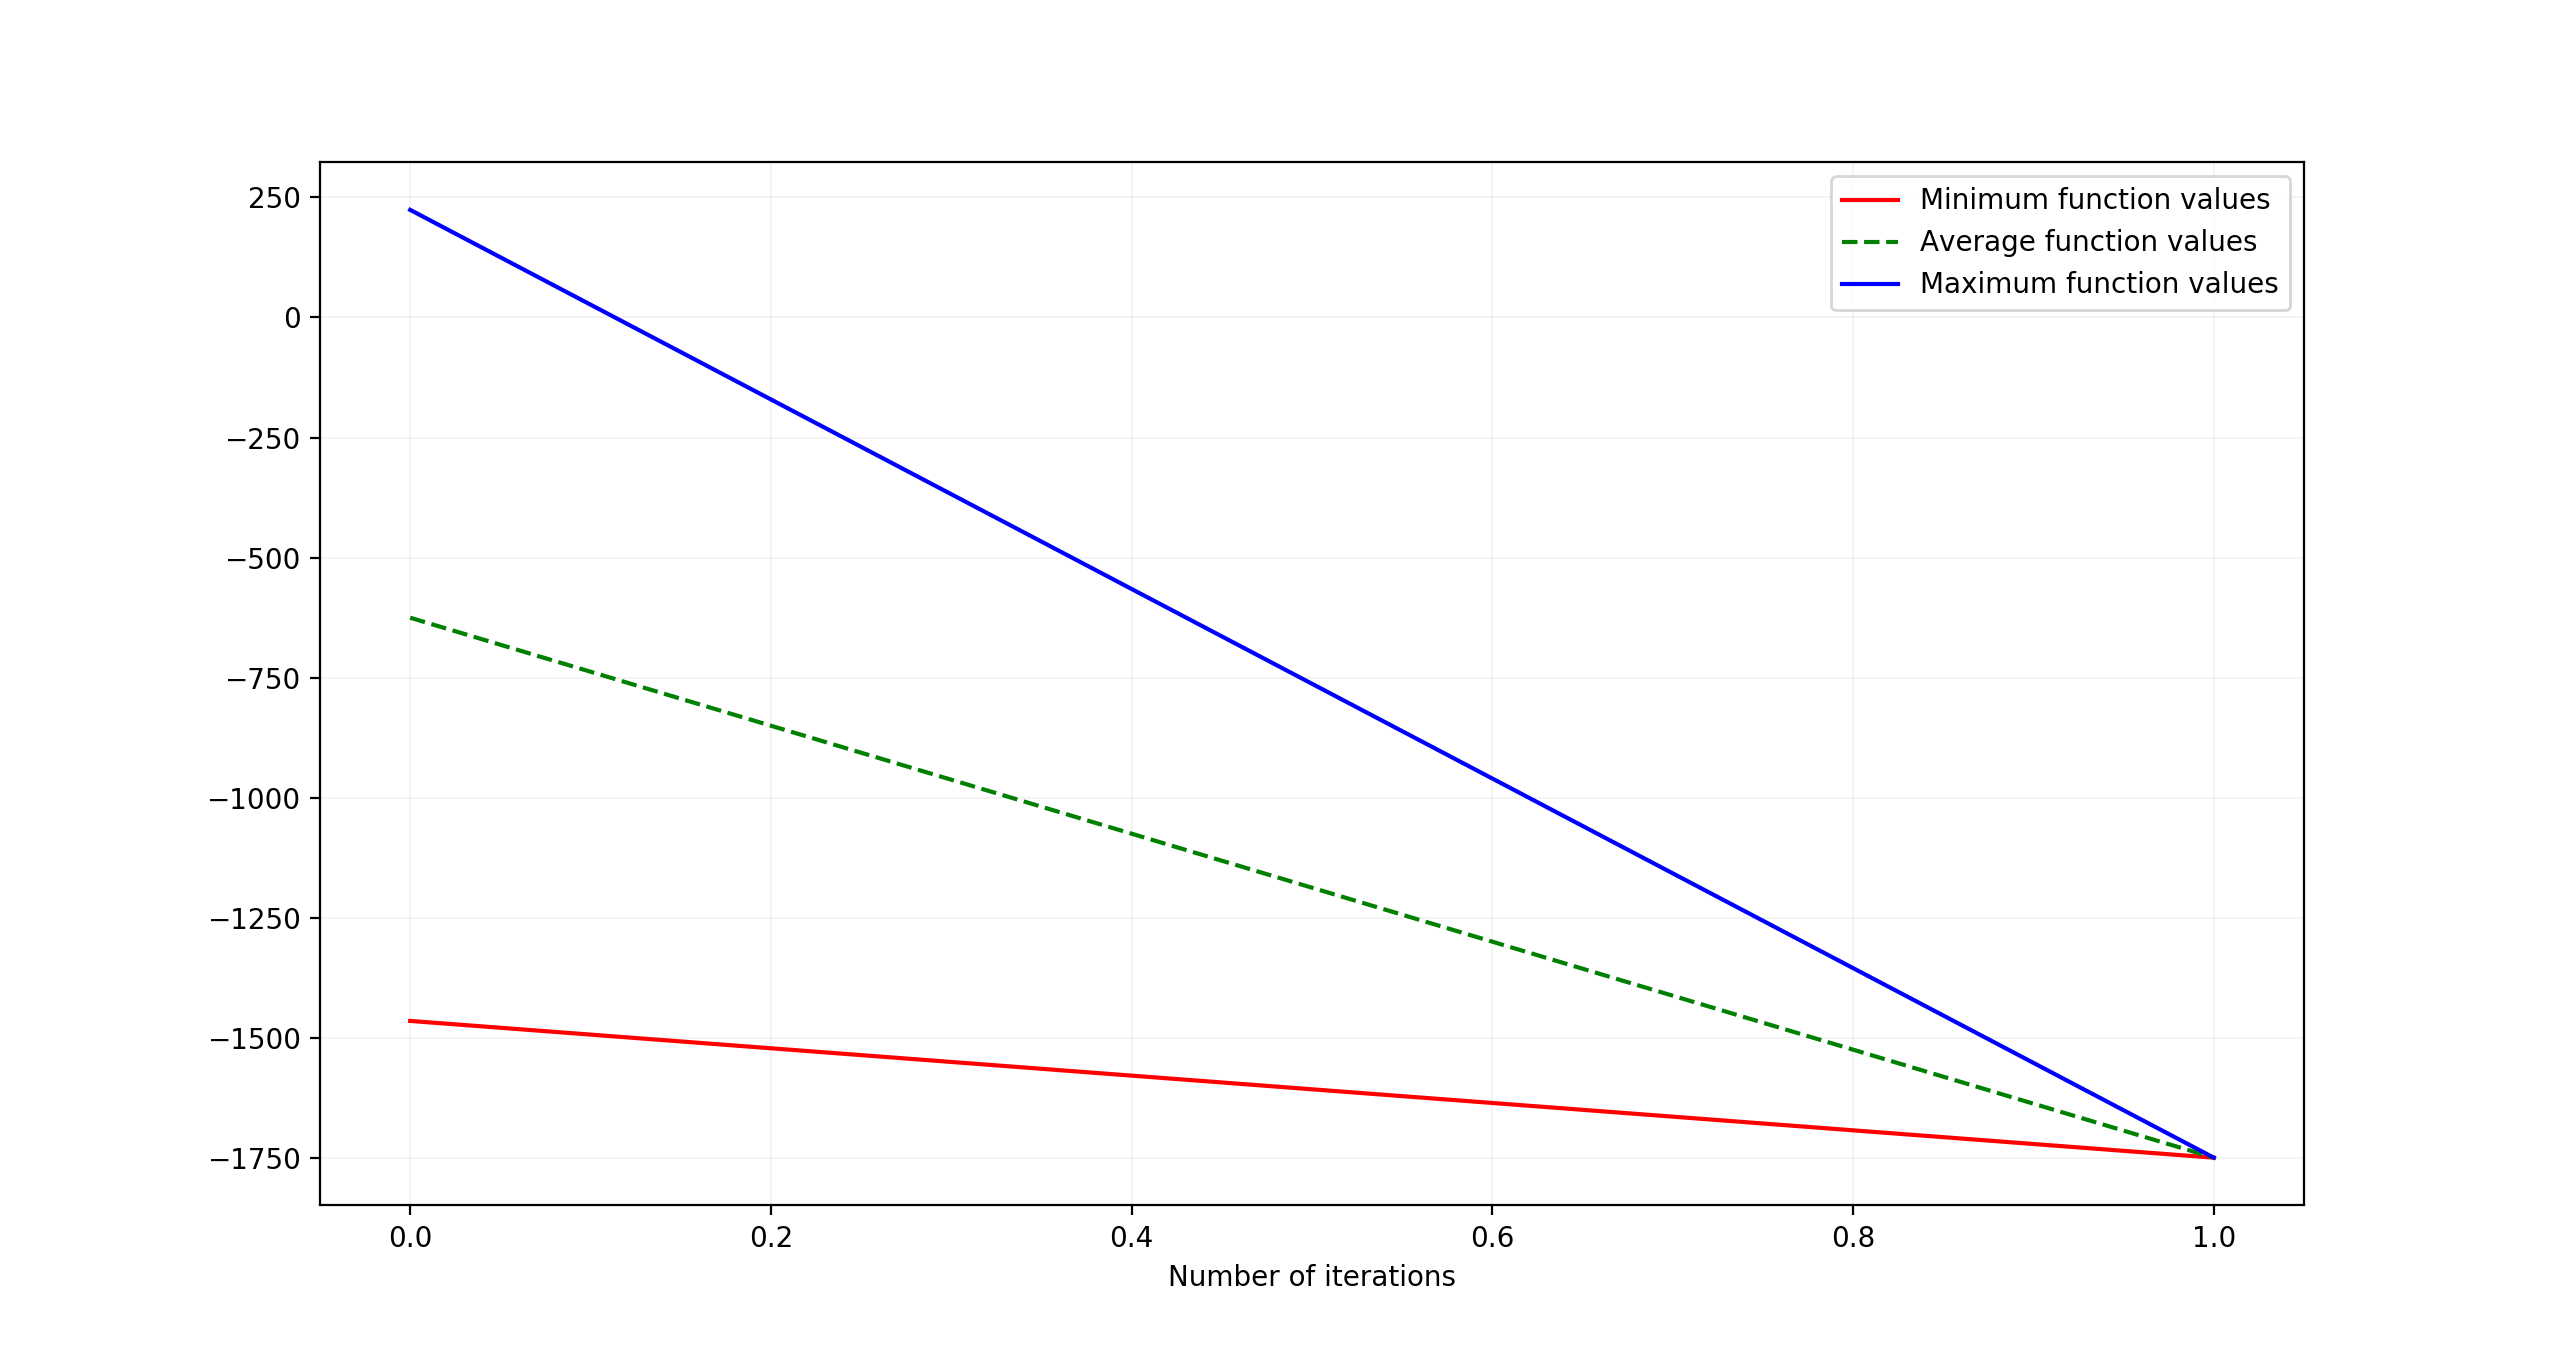 250
0
−250
−500
−750
−1000
−1250
−1500
−1750
Minimum function values
Average function values
Maximum function values
0.0 0.2 0.4 0.6 0.8 1.0
Number of iterations